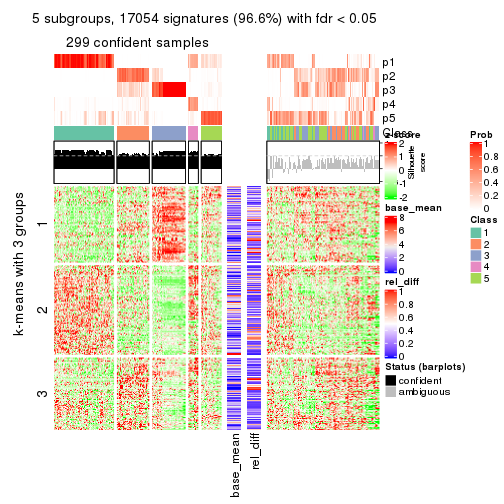 5 subgroups, 17054 signatures (96.6%) with fdr < 0.05
299 confident samples
p1
p2
p3
p4
p5
Class
Silhouette
score
k-means with 3 groups
1
2
3
base_mean
rel_diff
z-score
2
1
0
-1
-2
base_mean
8
6
4
2
0
rel_diff
1
0.8
0.6
0.4
0.2
0
Status (barplots)
confident
ambiguous
Prob
1
0.8
0.6
0.4
0.2
0
Class
1
2
3
4
5